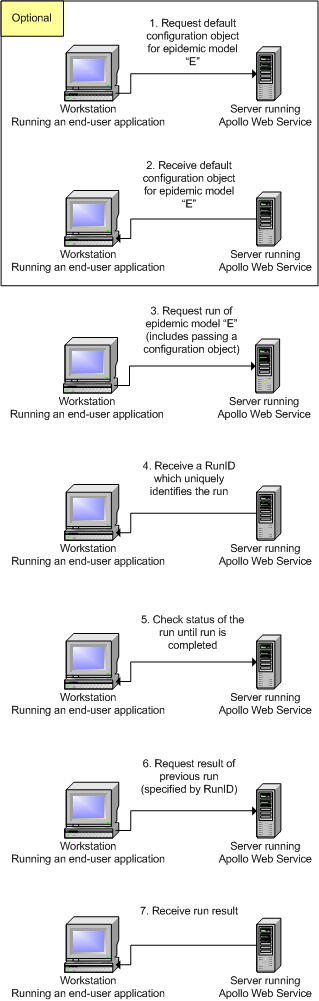 Optional
1. Request default
configuration object
for epidemic model
“E”
Workstation
Running an end-user application
Server running
Apollo Web Service
2. Receive default
configuration object
for epidemic model
“E”
Workstation
Running an end-user application
Server running
Apollo Web Service
3. Request run of
epidemic model “E”
(includes passing a
configuration object)
Workstation
Running an end-user application
Server running
Apollo Web Service
4. Receive a RunID
which uniquely
identifies the run
Workstation
Running an end-user application
Server running
Apollo Web Service
5. Check status of the
run until run is
completed
Workstation
Running an end-user application
Server running
Apollo Web Service
6. Request result of
previous run
(specified by RunID)
Workstation
Running an end-user application
Server running
Apollo Web Service
7. Receive run result
Workstation
Running an end-user application
Server running
Apollo Web Service